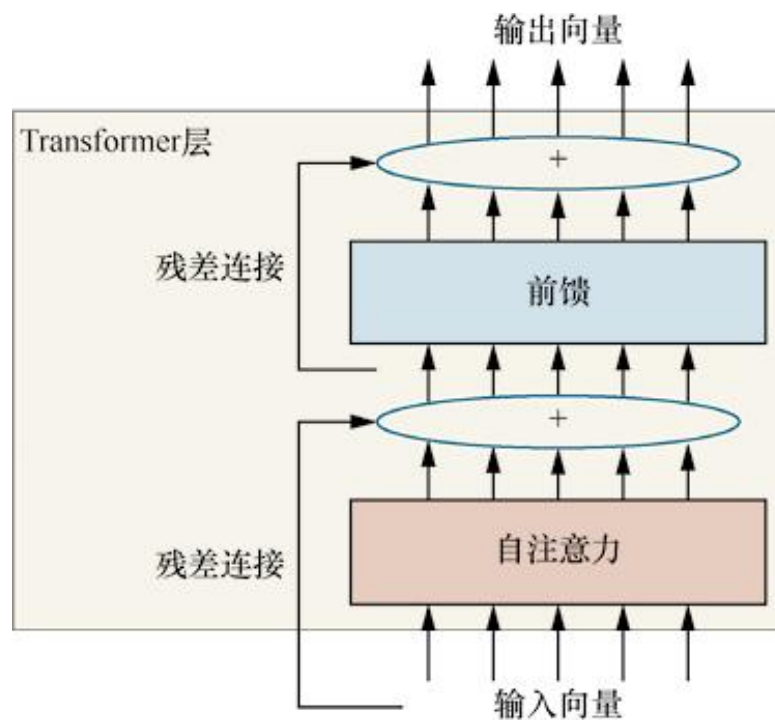 输出向量
Transformer层
+
残差连接
前馈
+
残差连接
自注意力
输入向量